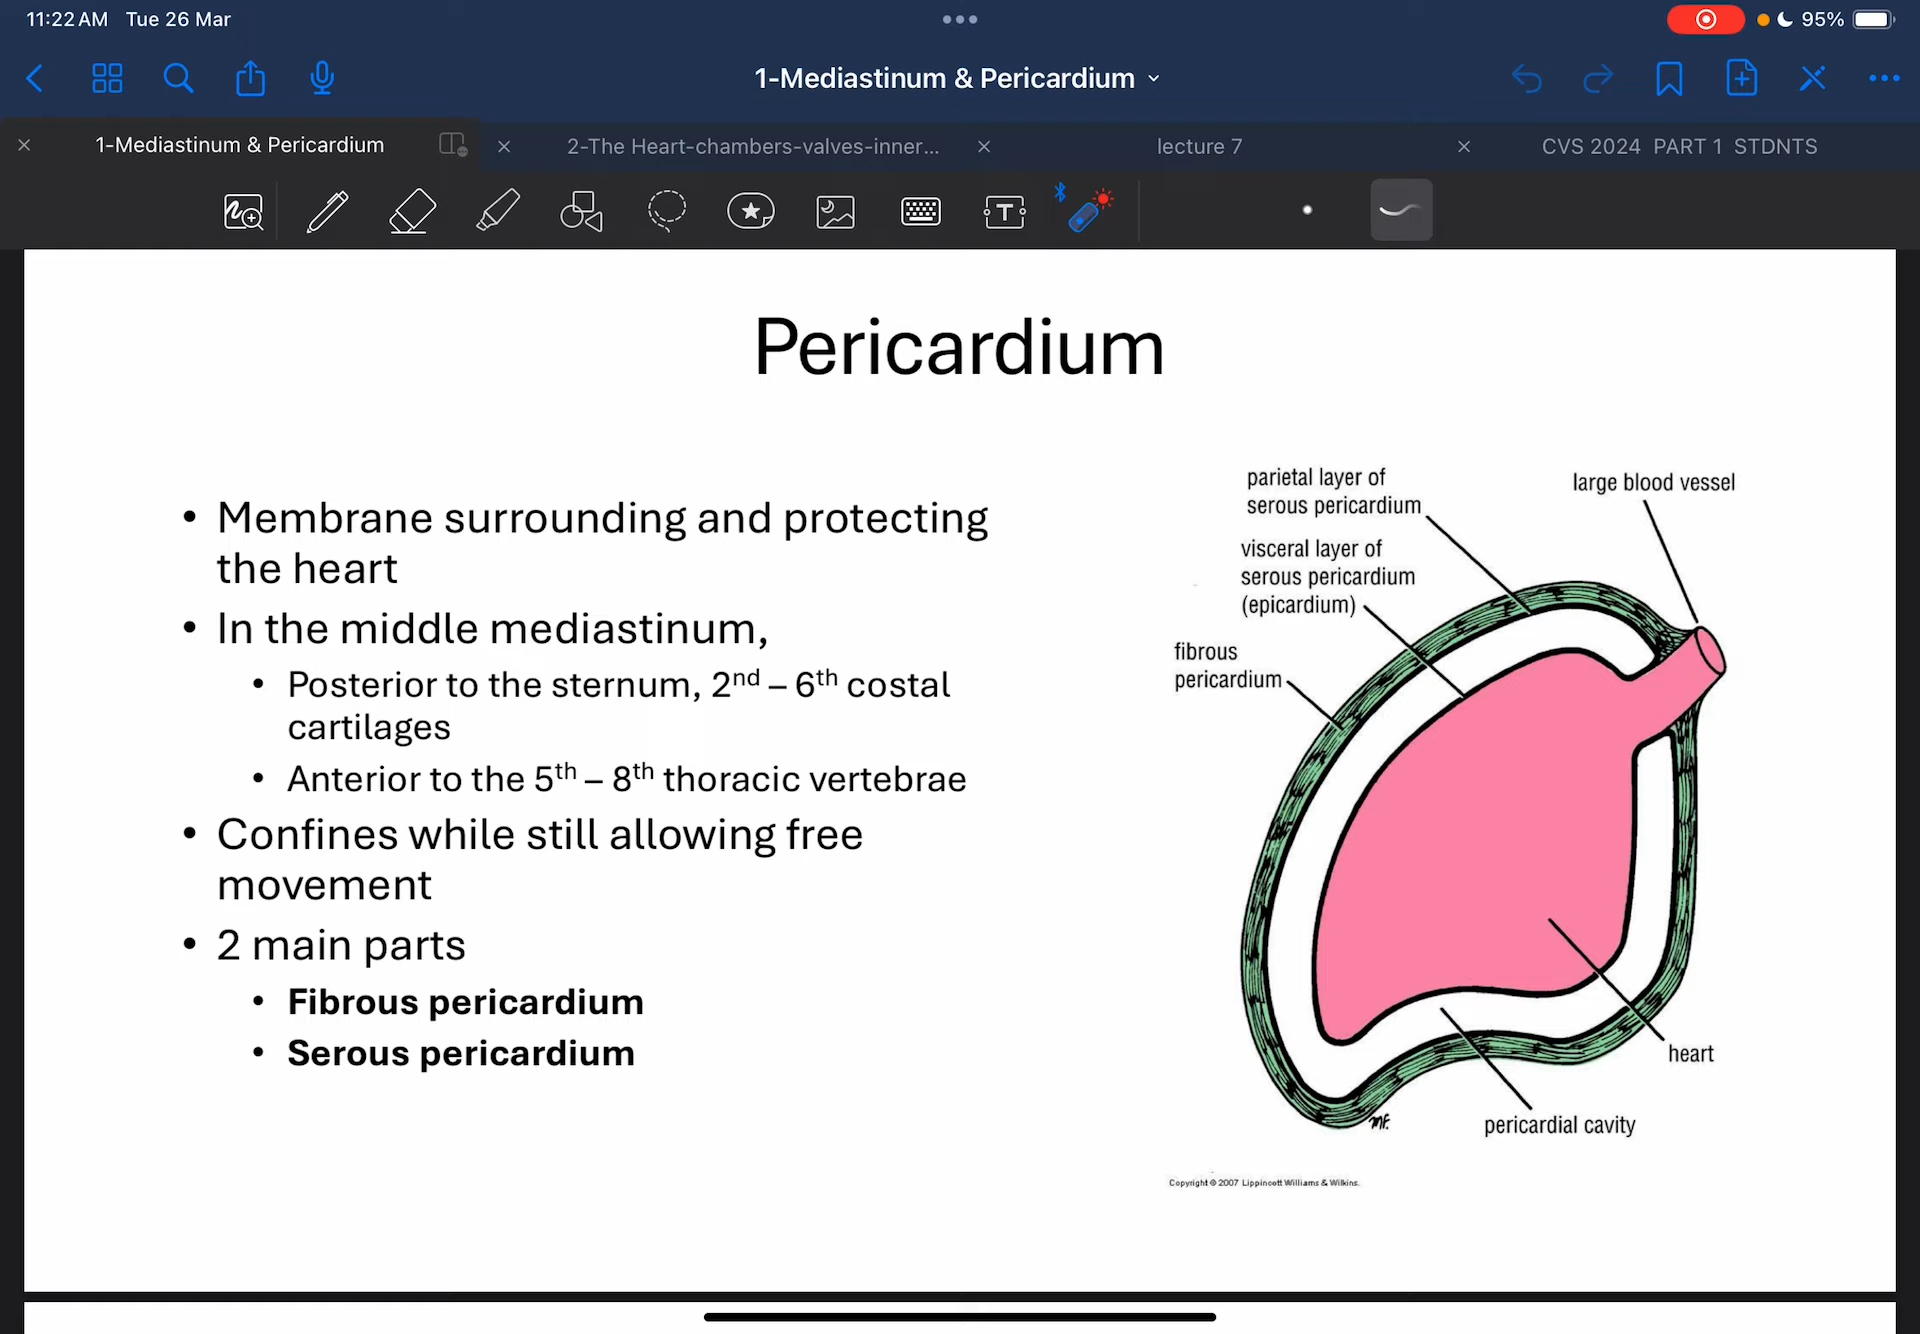 11:22 AM Tue 26 Mar
95%
1-Mediastinum & Pericardium
1-Mediastinum & Pericardium
2-The Heart-chambers-valves-inner...
lecture 7
CVS 2024 PART 1 STDNTS
T
Pericardium
• Membrane surrounding and protecting
the heart
• In the middle mediastinum,
• Posterior to the sternum, 2nd – 6th costal
cartilages
• Anterior to the 5th – 8th thoracic vertebrae
• Confines while still allowing free
movement
• 2 main parts
• Fibrous pericardium
• Serous pericardium
parietal layer of
serous pericardium
large blood vessel
visceral layer of
serous pericardium
(epicardium)
fibrous
pericardium
heart
pericardial cavity
MF.
Copyright © 2007 Lippincott Williams & Wilkins.